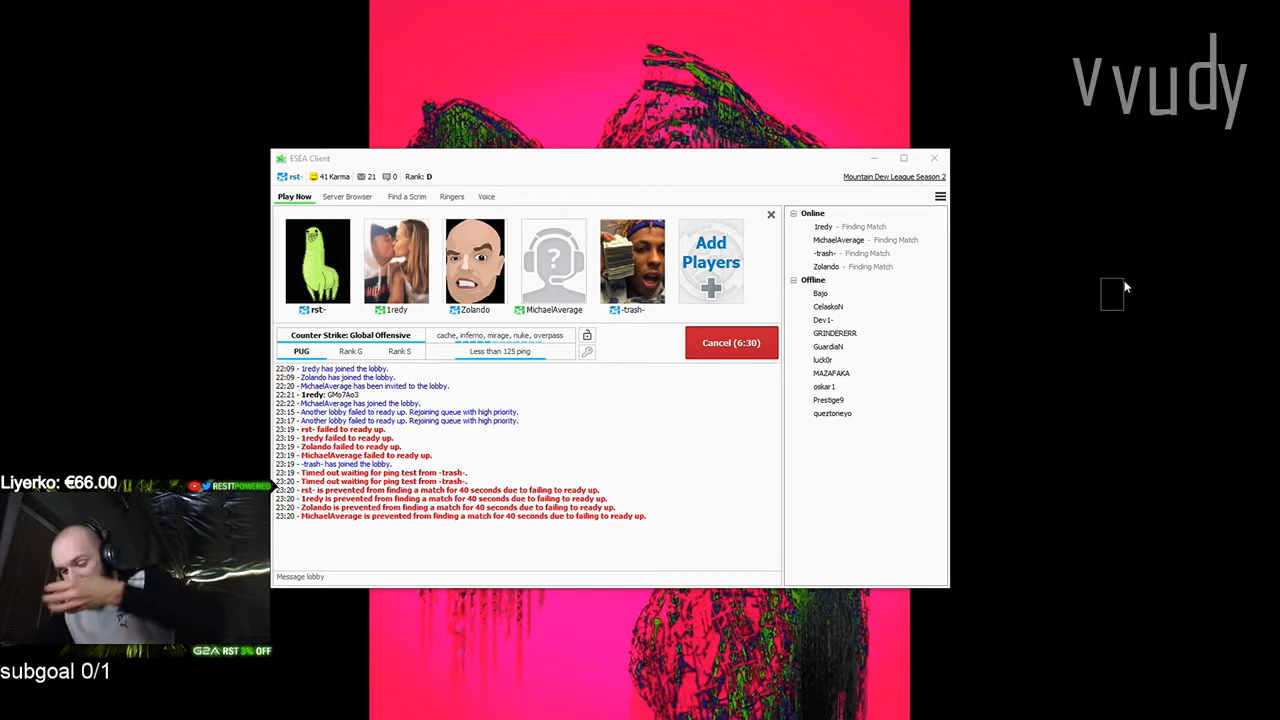 vvudy
ESEA Client
rst- 41 Karma 21 0 Rank: D
Mountain Dew League Season 2
Play Now Server Browser Find a Scrim Ringers Voice
Add
Players
rst- 1redy Zolando MichaelAverage -trash-
Counter Strike: Global Offensive
cache, inferno, mirage, nuke, overpass
PUG Rank G Rank S
Less than 125 ping
Cancel (6:30)
22:09 - 1redy has joined the lobby.
22:09 - Zolando has joined the lobby.
22:20 - MichaelAverage has been invited to the lobby.
22:21 - 1redy: GMo7Ao3
22:22 - MichaelAverage has joined the lobby.
23:15 - Another lobby failed to ready up. Rejoining queue with high priority.
23:17 - Another lobby failed to ready up. Rejoining queue with high priority.
23:19 - rst- failed to ready up.
23:19 - 1redy failed to ready up.
23:19 - Zolando failed to ready up.
23:19 - MichaelAverage failed to ready up.
23:19 - -trash- has joined the lobby.
23:19 - Timed out waiting for ping test from -trash-.
23:20 - Timed out waiting for ping test from -trash-.
23:20 - rst- is prevented from finding a match for 40 seconds due to failing to ready up.
23:20 - 1redy is prevented from finding a match for 40 seconds due to failing to ready up.
23:20 - Zolando is prevented from finding a match for 40 seconds due to failing to ready up.
23:20 - MichaelAverage is prevented from finding a match for 40 seconds due to failing to ready up.
Message lobby
Online
1redy - Finding Match
MichaelAverage - Finding Match
-trash- - Finding Match
Zolando - Finding Match
Offline
Bajo
CelaskoN
Dev1-
GRINDERERR
GuardiaN
luck0r
MAZAFAKA
oskar1
Prestige9
queztoneyo
Liyerko: €66.00
RESTTPOWERED
G2A RST 3% OFF
subgoal 0/1